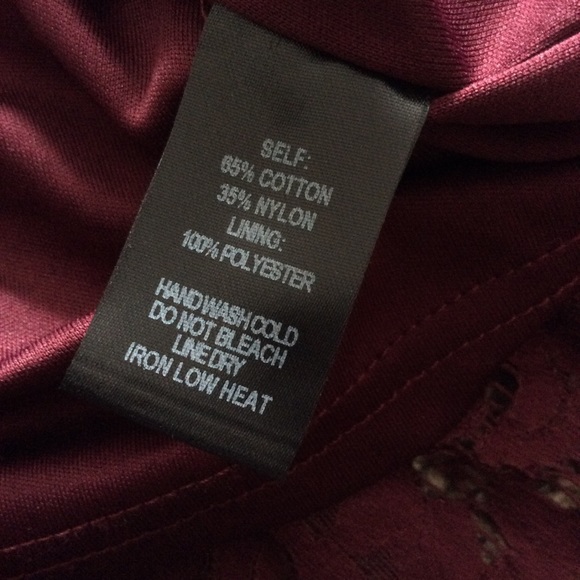 SELF:
65% COTTON
35% NYLON
LINING:
100% POLYESTER
HAND WASH COLD
DO NOT BLEACH
LINE DRY
IRON LOW HEAT